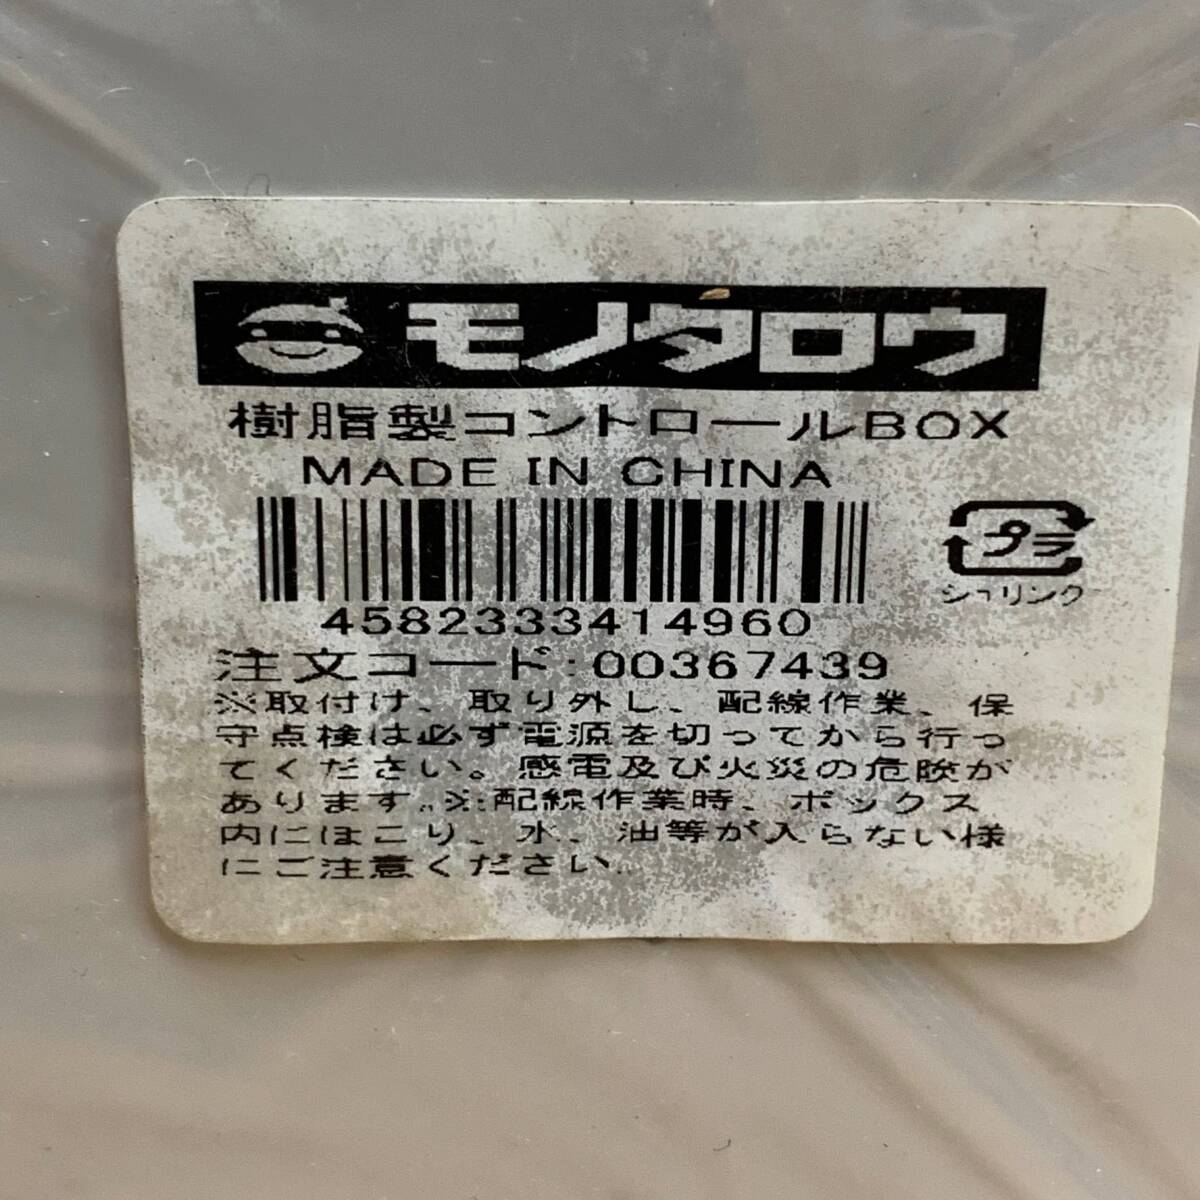 モノタロウ
樹脂製コントロールBOX
MADE IN CHINA
プラ
シュリンク
4582333414960
注文コード:00367439
※取付け、取り外し、配線作業、保
守点検は必ず電源を切ってから行っ
てください。感電及び火災の危険が
あります。※配線作業時、ボックス
内にほこり、水、油等が入らない様
にご注意ください。